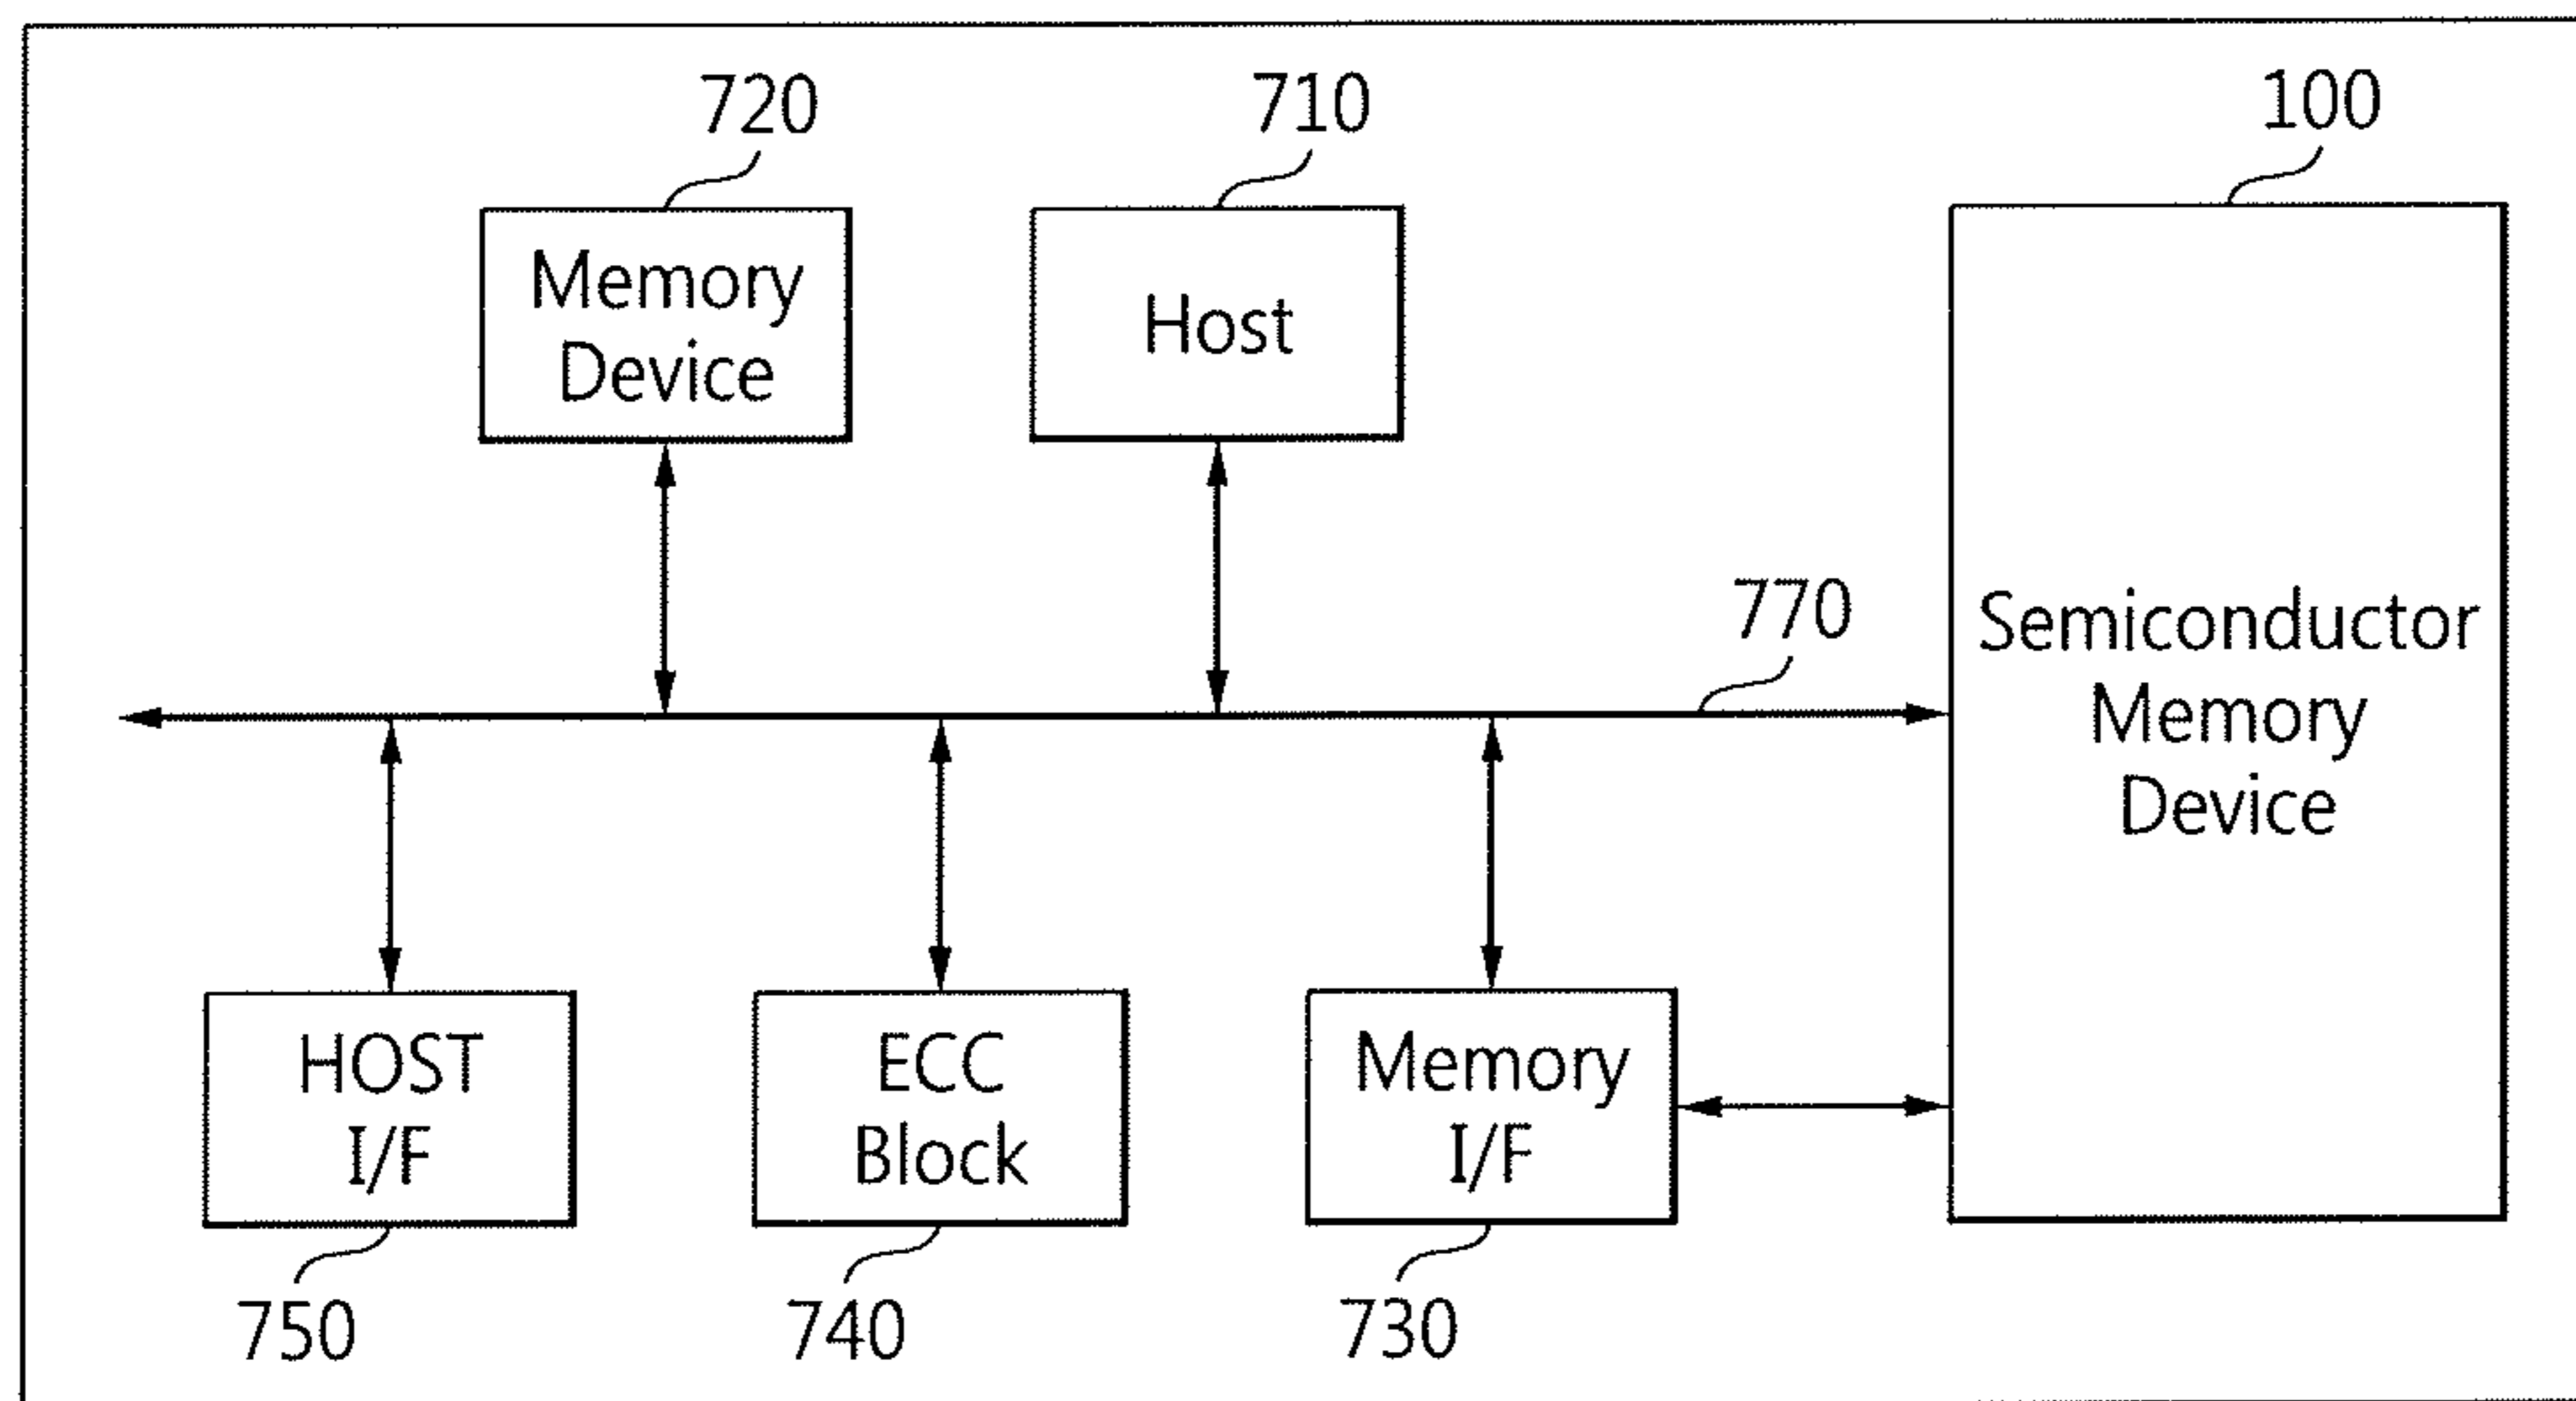 720
710
100
Memory
Device
Host
770
Semiconductor
Memory
Device
HOST
I/F
ECC
Block
Memory
I/F
750
740
730